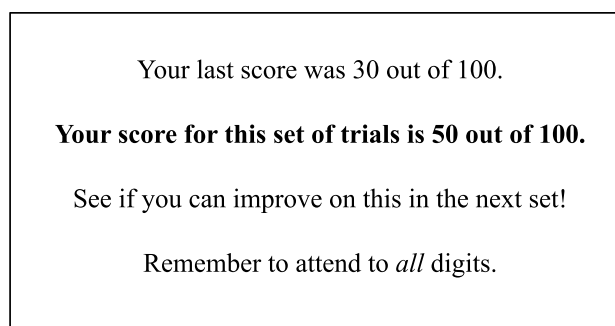 Your last score was 30 out of 100.
Your score for this set of trials is 50 out of 100.
See if you can improve on this in the next set!
Remember to attend to all digits.